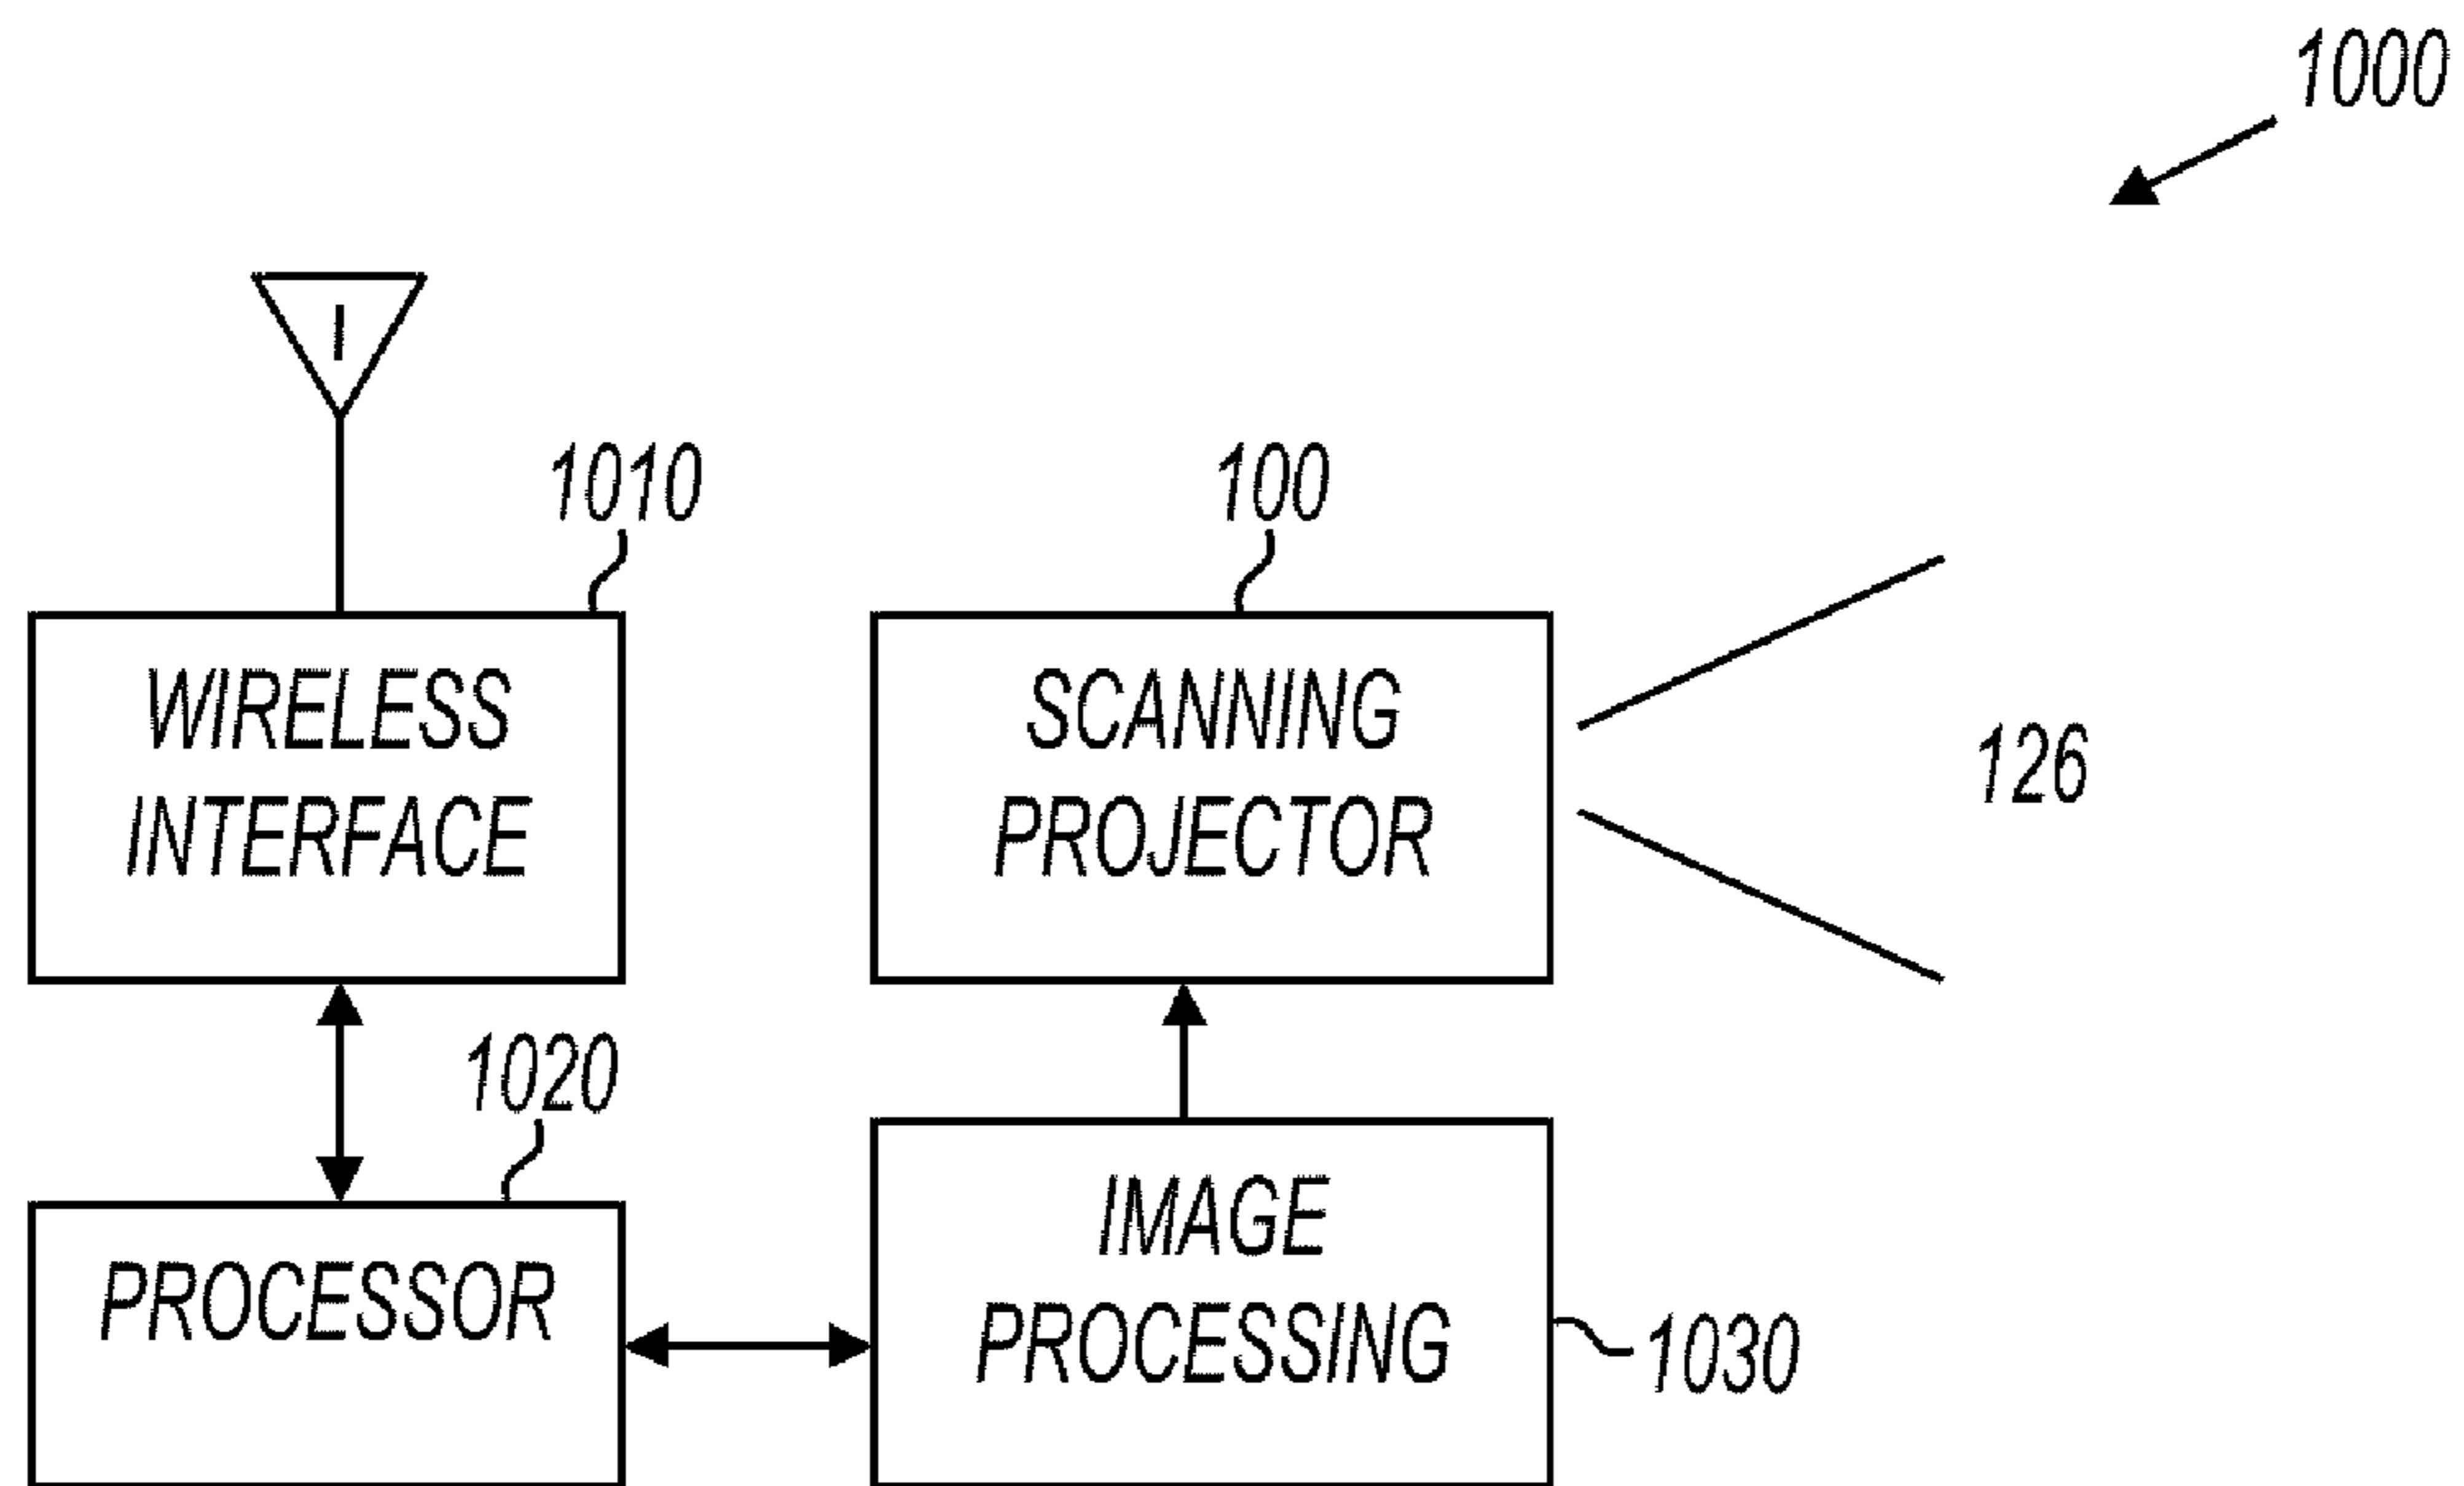 1000
1010
100
WIRELESS
INTERFACE
SCANNING
PROJECTOR
126
1020
PROCESSOR
IMAGE
PROCESSING
1030